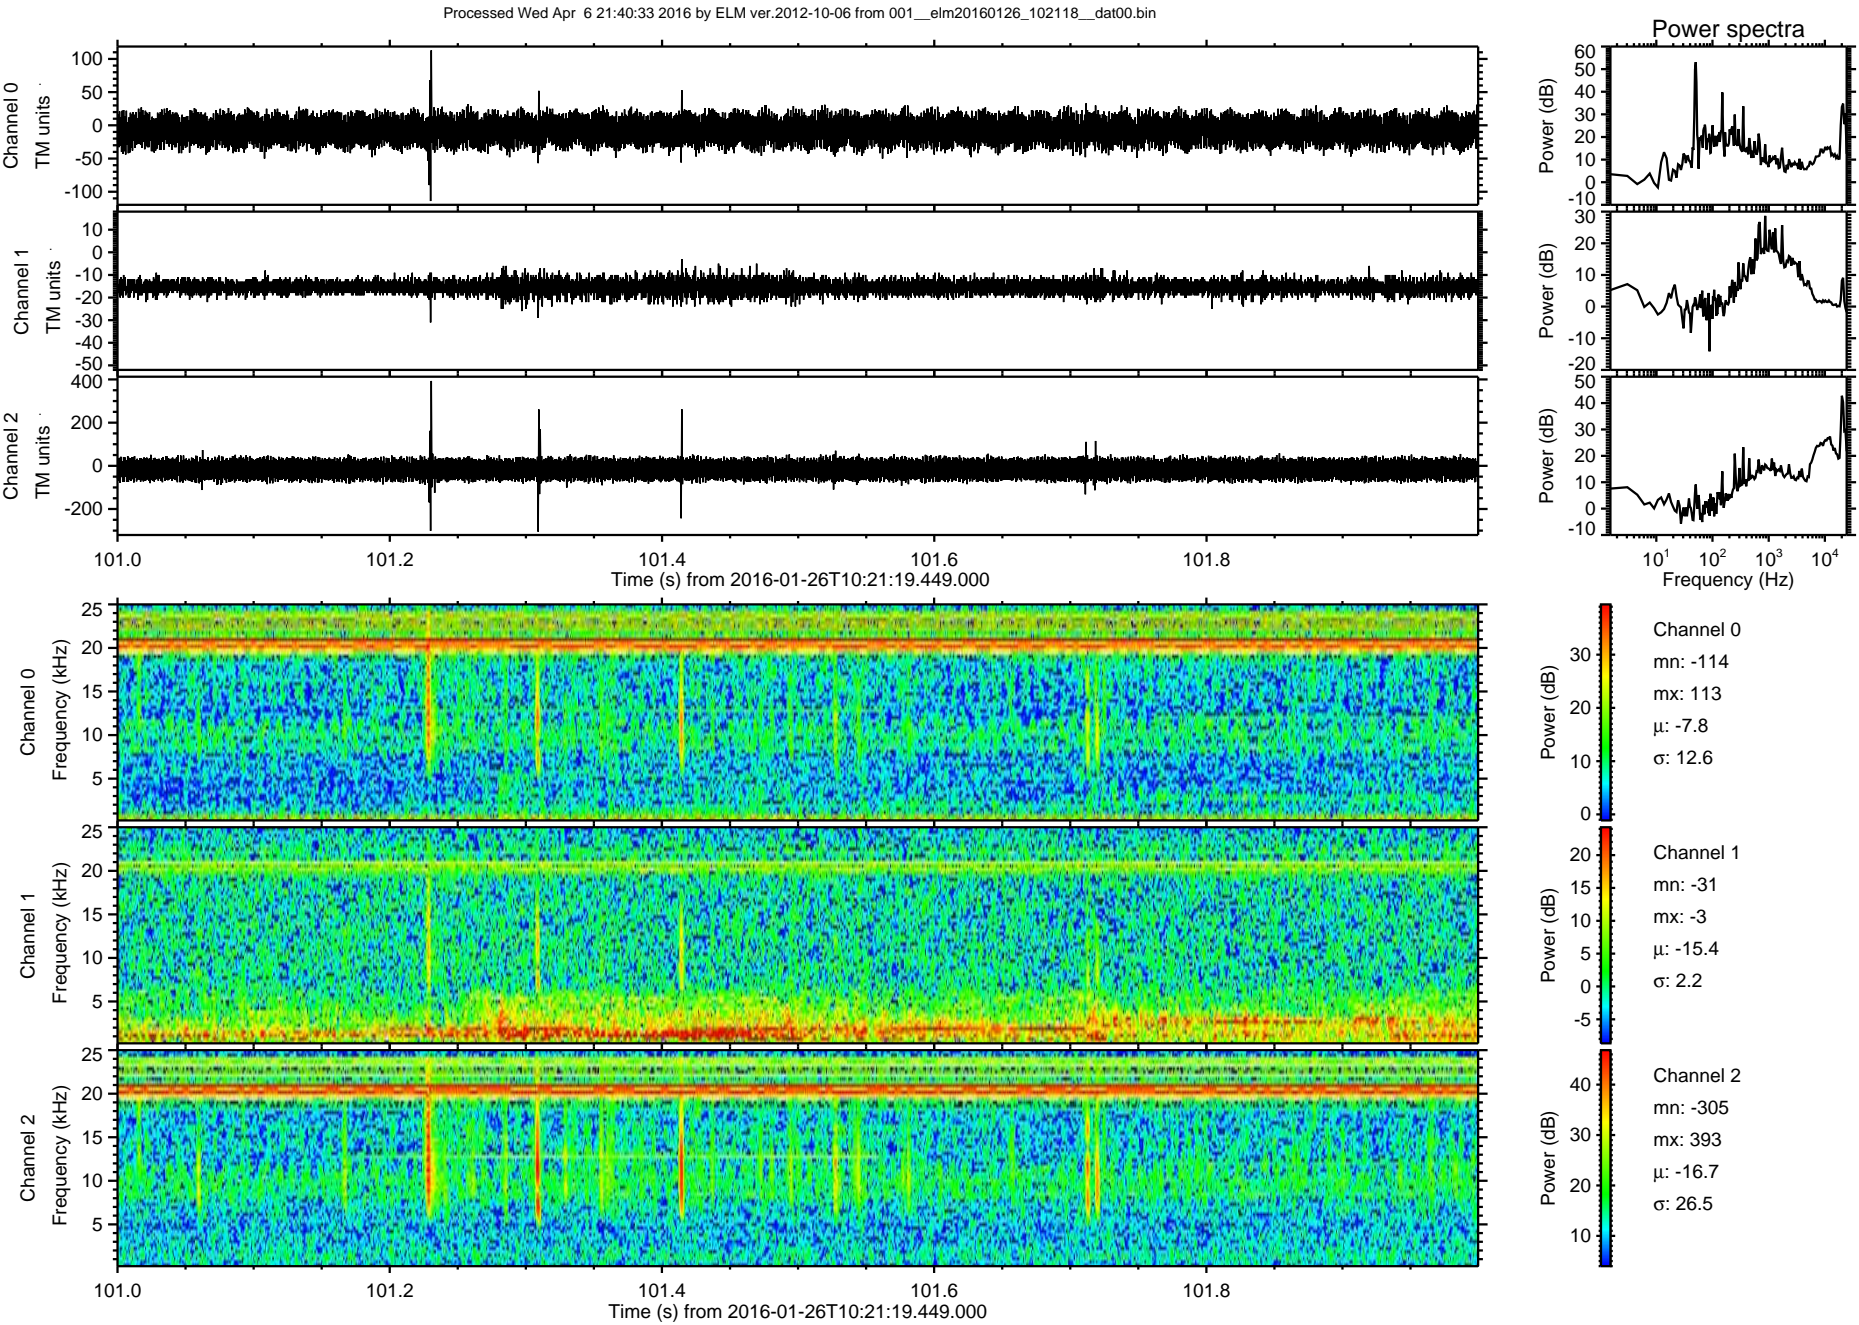 Processed Wed Apr  6 21:40:33 2016 by ELM ver.2012-10-06 from 001__elm20160126_102118__dat00.bin
Power spectra
Channel 0
TM units
100
50
0
-50
-100
Power (dB)
60
50
40
30
20
10
0
-10
Channel 1
TM units
10
0
-10
-20
-30
-40
-50
Power (dB)
30
20
10
0
-10
-20
Channel 2
TM units
400
200
0
-200
Power (dB)
50
40
30
20
10
0
-10
101.0 101.2 101.4 101.6 101.8
Time (s) from 2016-01-26T10:21:19.449.000
10¹ 10² 10³ 10⁴
Frequency (Hz)
Channel 0
Frequency (kHz)
25
20
15
10
5
Power (dB)
30
20
10
0
Channel 0
mn: -114
mx: 113
μ: -7.8
σ: 12.6
Channel 1
Frequency (kHz)
25
20
15
10
5
Power (dB)
20
15
10
5
0
-5
Channel 1
mn: -31
mx: -3
μ: -15.4
σ: 2.2
Channel 2
Frequency (kHz)
25
20
15
10
5
Power (dB)
40
30
20
10
Channel 2
mn: -305
mx: 393
μ: -16.7
σ: 26.5
101.0 101.2 101.4 101.6 101.8
Time (s) from 2016-01-26T10:21:19.449.000